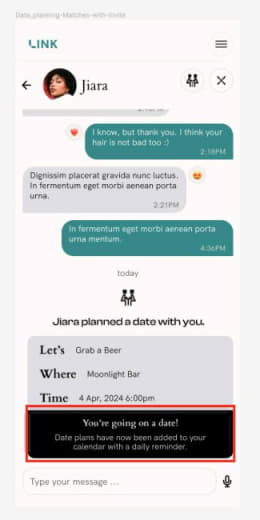 Date_planning-Matches-with-invite
LINK
Jiara
I know, but thank you. I think your
hair is not bad too :)
2:18PM
Dignissim placerat gravida nunc luctus.
In fermentum eget morbi aenean porta
urna.
2:21PM
In fermentum eget morbi aenean porta
urna mentum.
4:36PM
today
Jiara planned a date with you.
Let's Grab a Beer
Where Moonlight Bar
Time 4 Apr, 2024 6:00pm
You're going on a date!
Date plans have now been added to your
calendar with a daily reminder.
Type your message ...